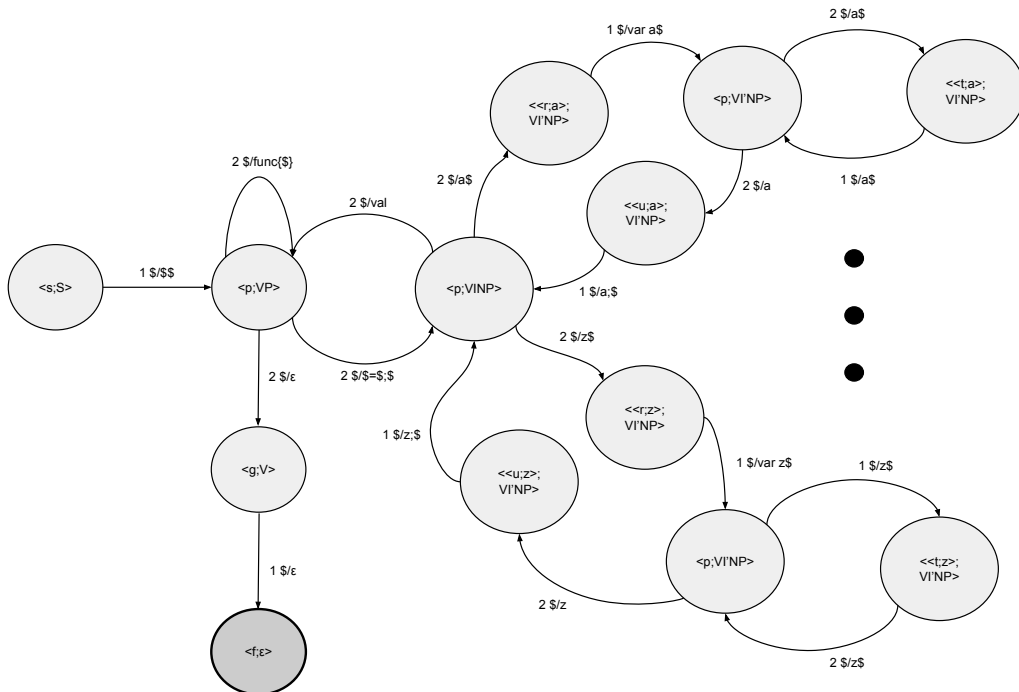 2 $/a$
1 $/var a$
<<r;a>;
VI'NP>
<p;VI'NP>
<<t;a>;
VI'NP>
2 $/func{$}
2 $/a$
2 $/a
1 $/a$
2 $/val
<<u;a>;
VI'NP>
<s;S>
1 $/$$
<p;VP>
<p;VINP>
1 $/a;$
2 $/z$
2 $/ε
2 $/$=$;$
<<r;z>;
VI'NP>
1 $/z;$
<g;V>
<<u;z>;
VI'NP>
1 $/var z$
1 $/z$
<p;VI'NP>
<<t;z>;
VI'NP>
1 $/ε
2 $/z
<f;ε>
2 $/z$